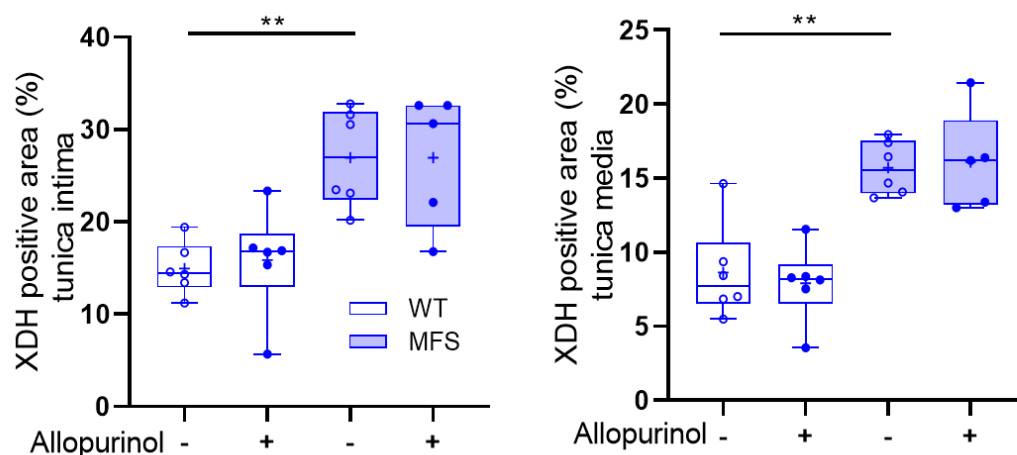 XDH positive area (%)
tunica intima
40
30
20
10
0
**
WT
MFS
Allopurinol - + - +
XDH positive area (%)
tunica media
25
20
15
10
5
0
**
Allopurinol - + - +